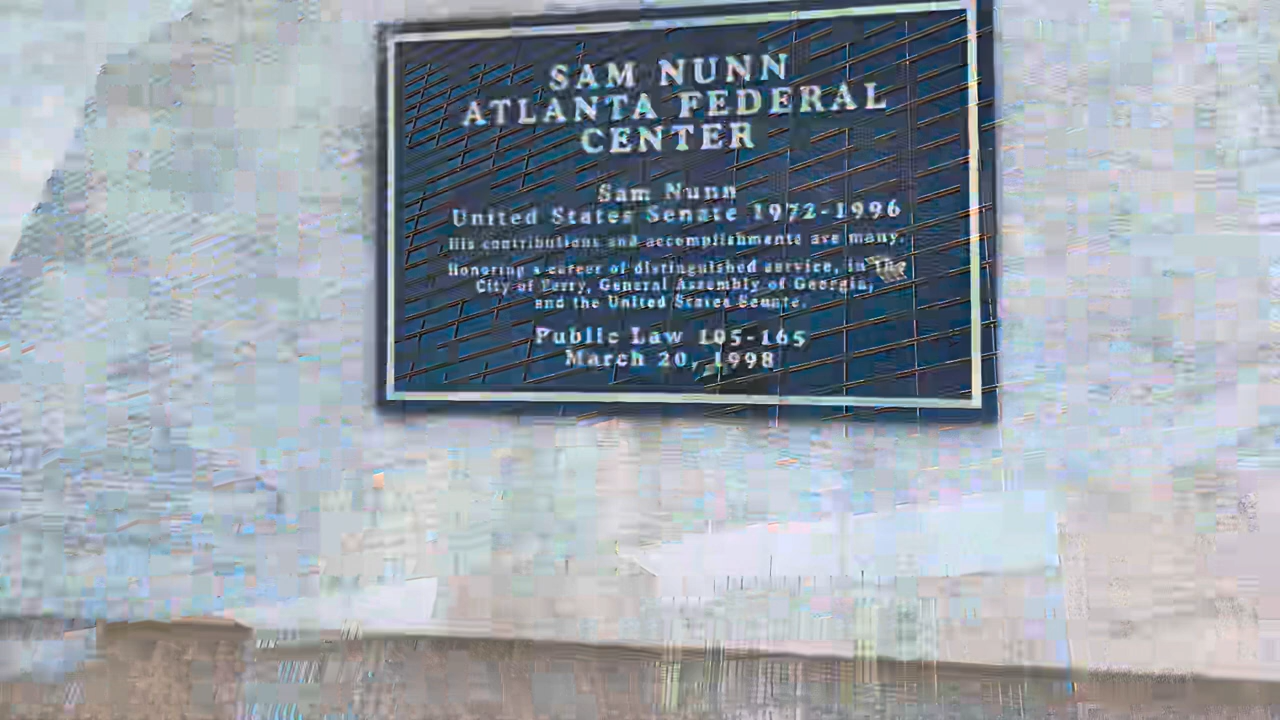 SAM NUNN
ATLANTA FEDERAL
CENTER
Sam Nunn
United States Senate 1972-1996
His contributions and accomplishments are many.
Honoring a career of distinguished service, in The
City of Perry, General Assembly of Georgia,
and the United States Senate.
Public Law 105-165
March 20, 1998